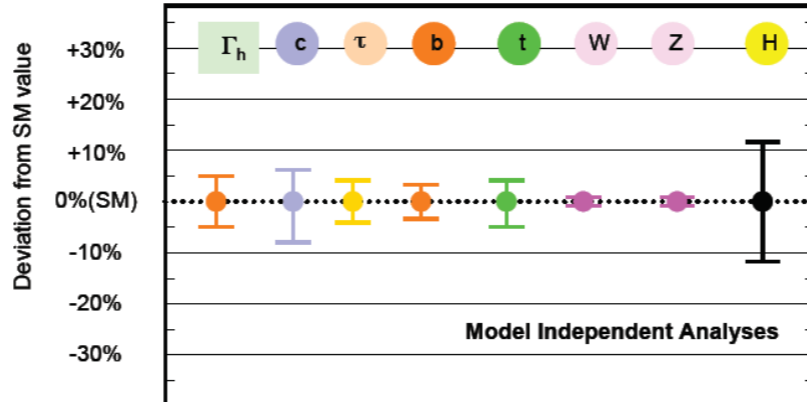 Deviation from SM value
+30%
+20%
+10%
0%(SM)
-10%
-20%
-30%
Γh c τ b t W Z H
Model Independent Analyses